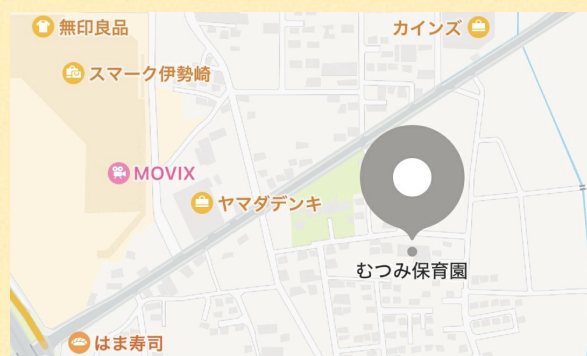 無印良品
カインズ
スマーク伊勢崎
MOVIX
ヤマダデンキ
むつみ保育園
はま寿司